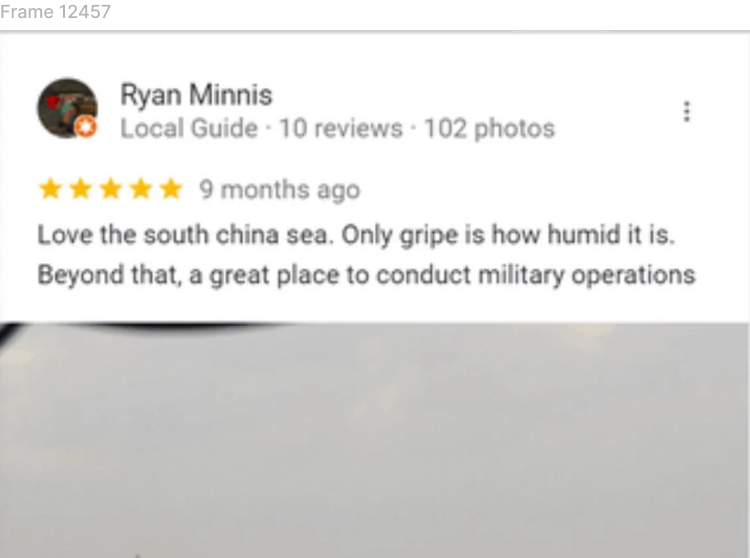 Frame 12457
Ryan Minnis
Local Guide · 10 reviews · 102 photos
9 months ago
Love the south china sea. Only gripe is how humid it is.
Beyond that, a great place to conduct military operations